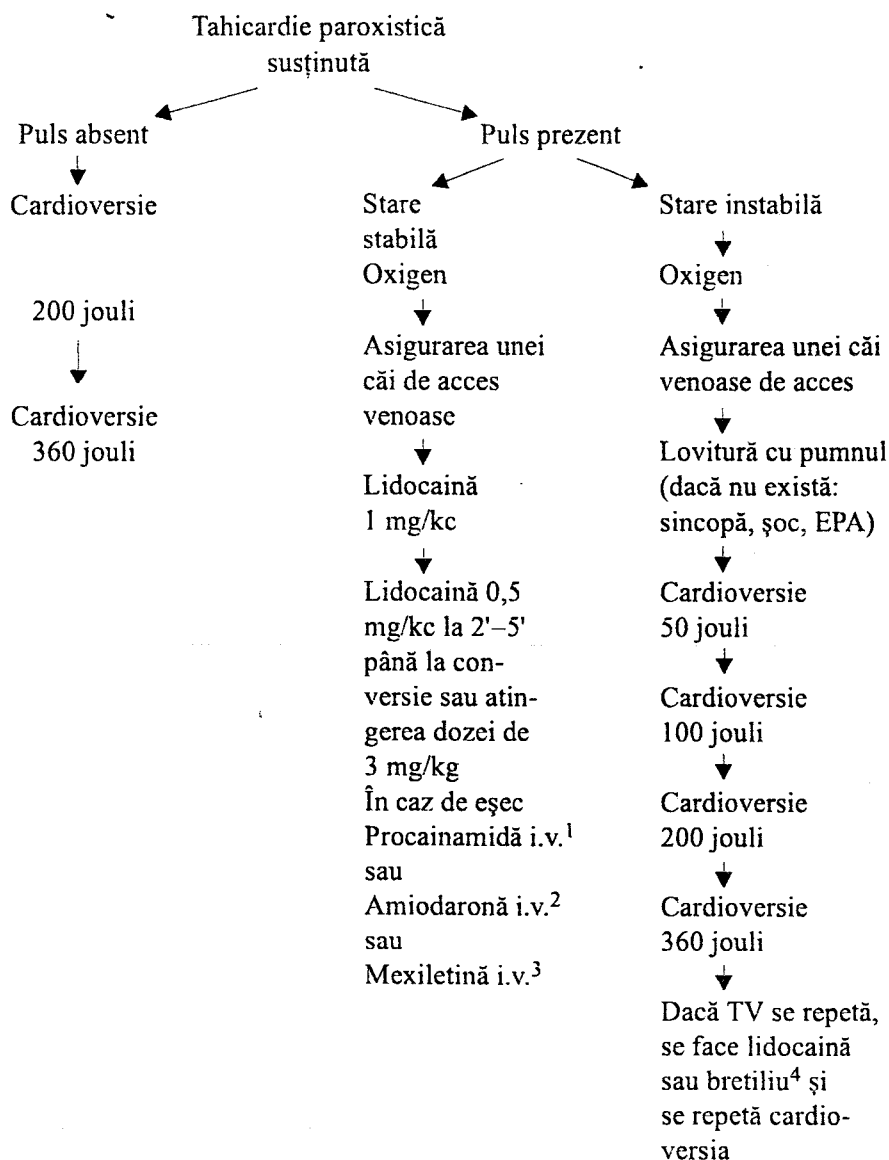 Tahicardie paroxistică
susținută
Puls absent
Cardioversie
200 jouli
Cardioversie
360 jouli
Puls prezent
Stare
stabilă
Oxigen
Asigurarea unei
căi de acces
venoase
Lidocaină
1 mg/kc
Lidocaină 0,5
mg/kc la 2'–5'
până la con-
versie sau atin-
gerea dozei de
3 mg/kg
În caz de eșec
Procainamidă i.v.1
sau
Amiodaronă i.v.2
sau
Mexiletină i.v.3
Stare instabilă
Oxigen
Asigurarea unei căi
venoase de acces
Lovitură cu pumnul
(dacă nu există:
sincopă, șoc, EPA)
Cardioversie
50 jouli
Cardioversie
100 jouli
Cardioversie
200 jouli
Cardioversie
360 jouli
Dacă TV se repetă,
se face lidocaină
sau bretiliu4 și
se repetă cardio-
versia